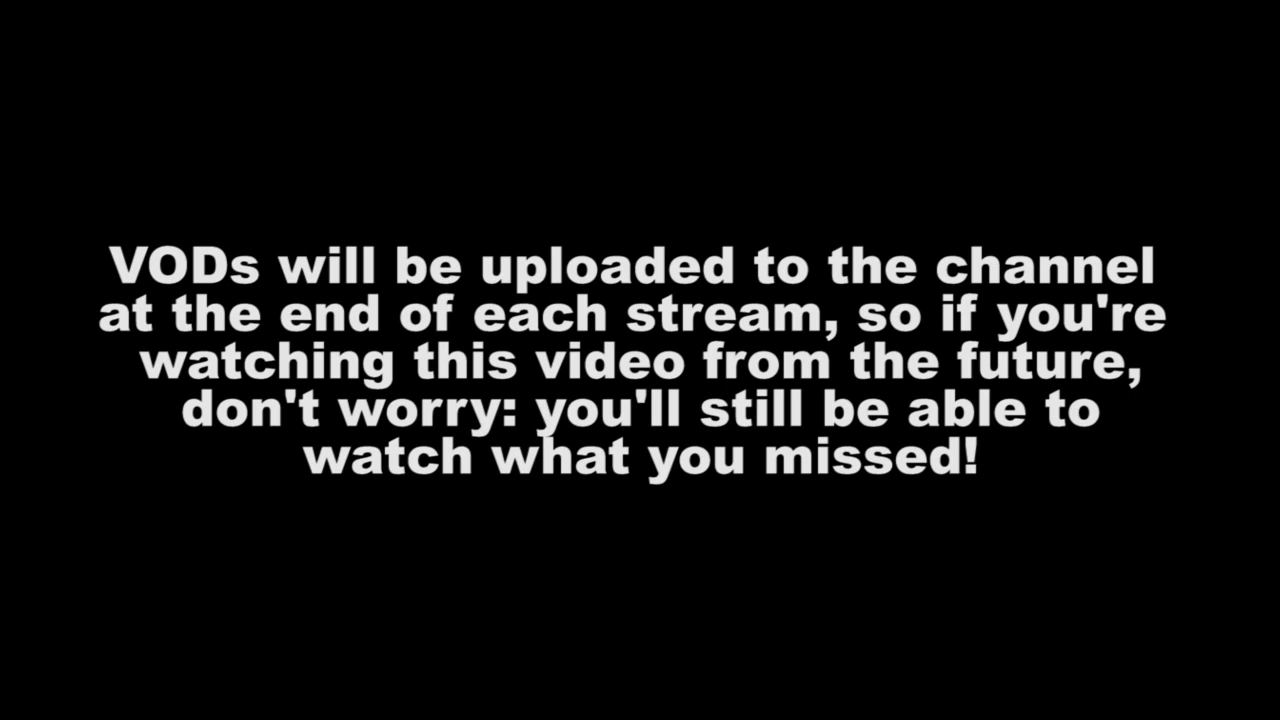 VODs will be uploaded to the channel
at the end of each stream, so if you're
watching this video from the future,
don't worry: you'll still be able to
watch what you missed!